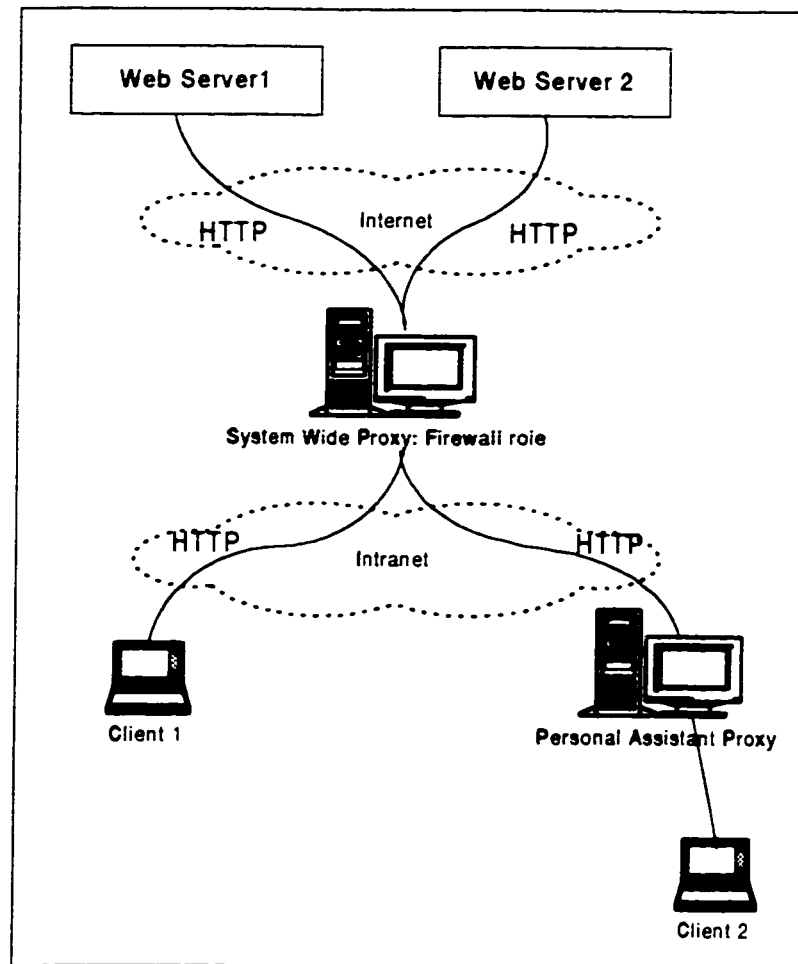 Web Server1
Web Server 2
Internet
HTTP
HTTP
System Wide Proxy: Firewall role
HTTP
HTTP
Intranet
Client 1
Personal Assistant Proxy
Client 2